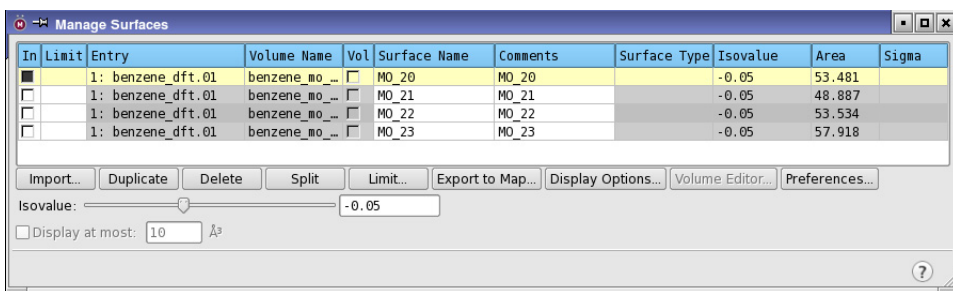 Manage Surfaces
In Limit Entry Volume Name Vol Surface Name Comments Surface Type Isovalue Area Sigma
1: benzene_dft.01 benzene_mo_… MO_20 MO_20 -0.05 53.481
1: benzene_dft.01 benzene_mo_… MO_21 MO_21 -0.05 48.887
1: benzene_dft.01 benzene_mo_… MO_22 MO_22 -0.05 53.534
1: benzene_dft.01 benzene_mo_… MO_23 MO_23 -0.05 57.918
Import... Duplicate Delete Split Limit... Export to Map... Display Options... Volume Editor... Preferences...
Isovalue: -0.05
Display at most: 10 Å³
?